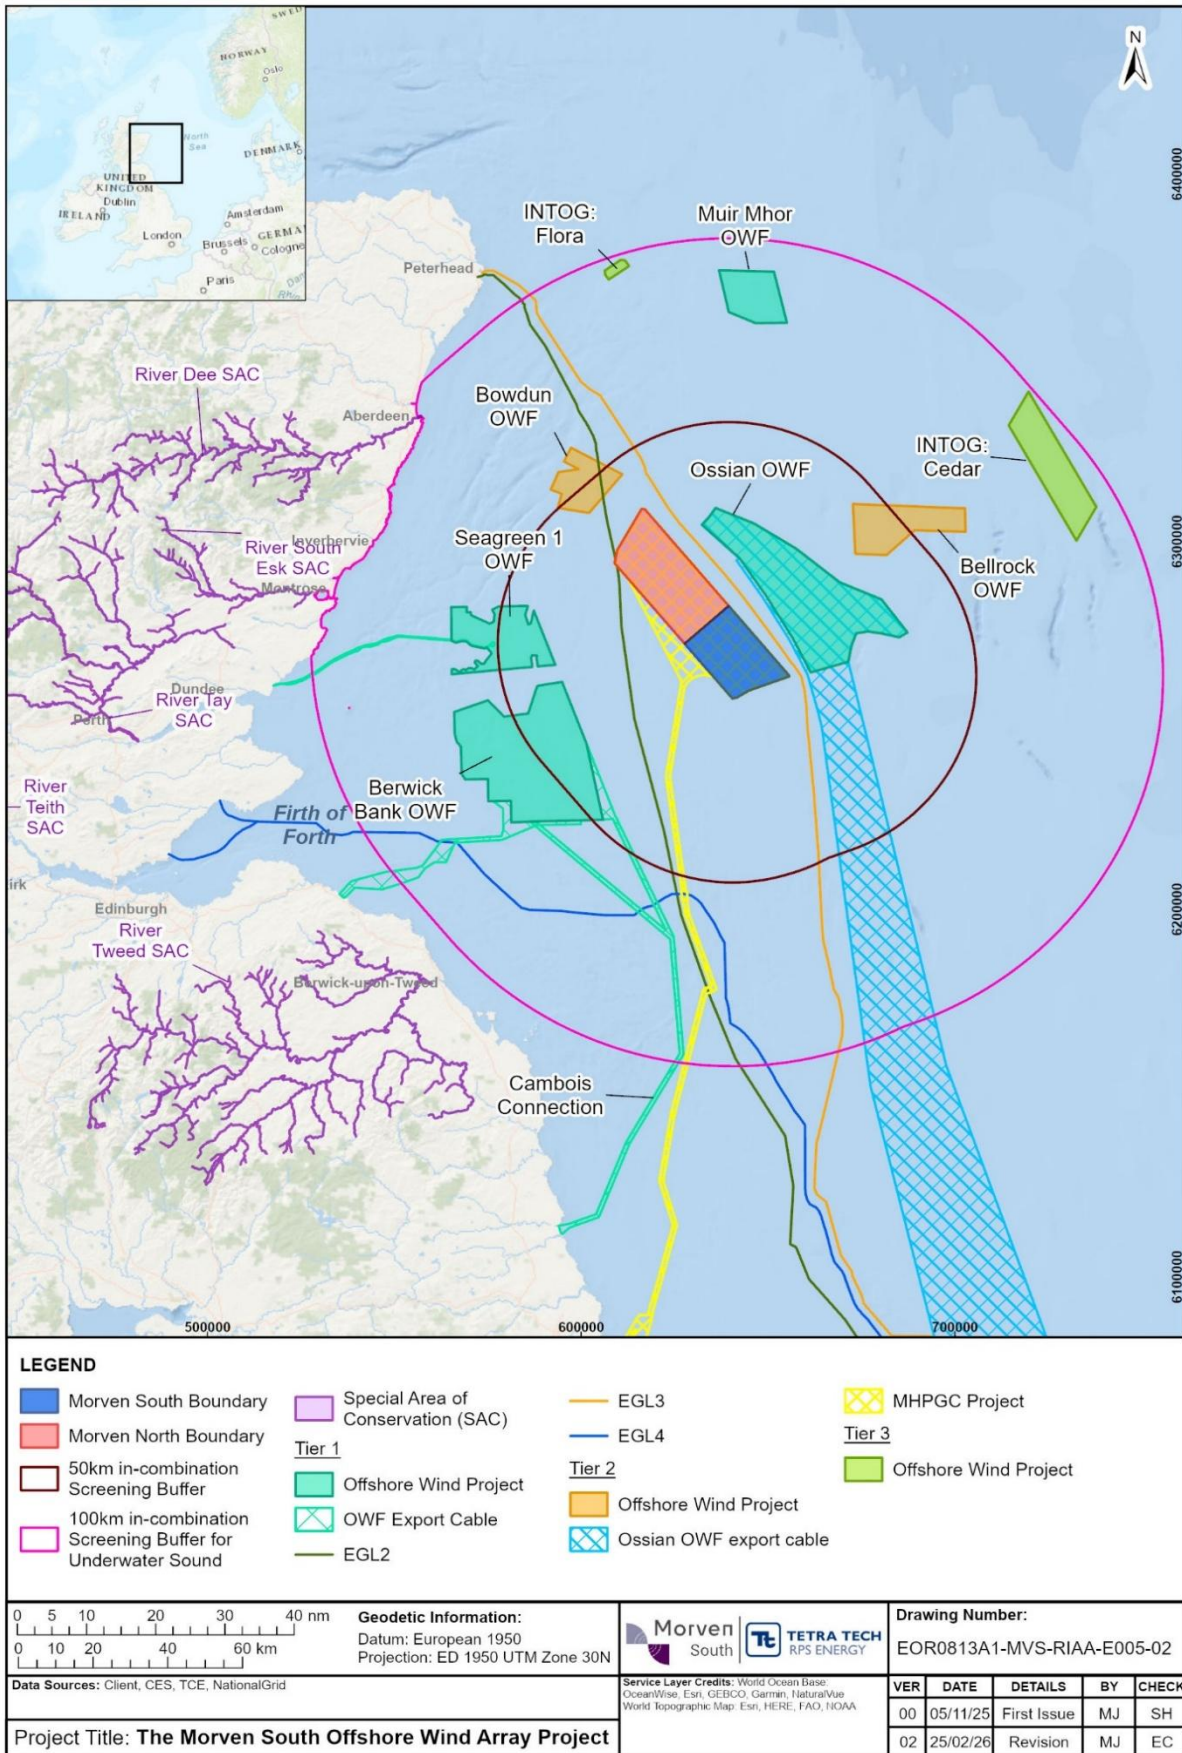 SWED
NORWAY
Oslo
North
Sea
DENMARK
UNITED
KINGDOM
Dublin
IRELAND
Amsterdam
London
GERMA
Brussels
Cologne
Paris
Rhin
Dan
N
6400000
INTOG:
Flora
Muir Mhor
OWF
Peterhead
River Dee SAC
Aberdeen
Bowdun
OWF
INTOG:
Cedar
Ossian OWF
River South
Esk SAC
Inverbervie
Montrose
Seagreen 1
OWF
Bellrock
OWF
6300000
Dundee
River Tay
SAC
Perth
River
Teith
SAC
Berwick
Bank OWF
Firth of
Forth
irk
Edinburgh
6200000
River
Tweed SAC
Berwick-upon-Tweed
Cambois
Connection
6100000
500000
600000
700000
LEGEND
Morven South Boundary
Morven North Boundary
50km in-combination
Screening Buffer
100km in-combination
Screening Buffer for
Underwater Sound
Special Area of
Conservation (SAC)
Tier 1
Offshore Wind Project
OWF Export Cable
EGL2
EGL3
EGL4
Tier 2
Offshore Wind Project
Ossian OWF export cable
MHPGC Project
Tier 3
Offshore Wind Project
0 5 10 20 30 40 nm
0 10 20 40 60 km
Geodetic Information:
Datum: European 1950
Projection: ED 1950 UTM Zone 30N
Morven
South
Tt
TETRA TECH
RPS ENERGY
Drawing Number:
EOR0813A1-MVS-RIAA-E005-02
Data Sources: Client, CES, TCE, NationalGrid
Service Layer Credits: World Ocean Base:
OceanWise, Esri, GEBCO, Garmin, NaturalVue
World Topographic Map: Esri, HERE, FAO, NOAA
VER DATE DETAILS BY CHECK
00 05/11/25 First Issue MJ SH
02 25/02/26 Revision MJ EC
Project Title: The Morven South Offshore Wind Array Project